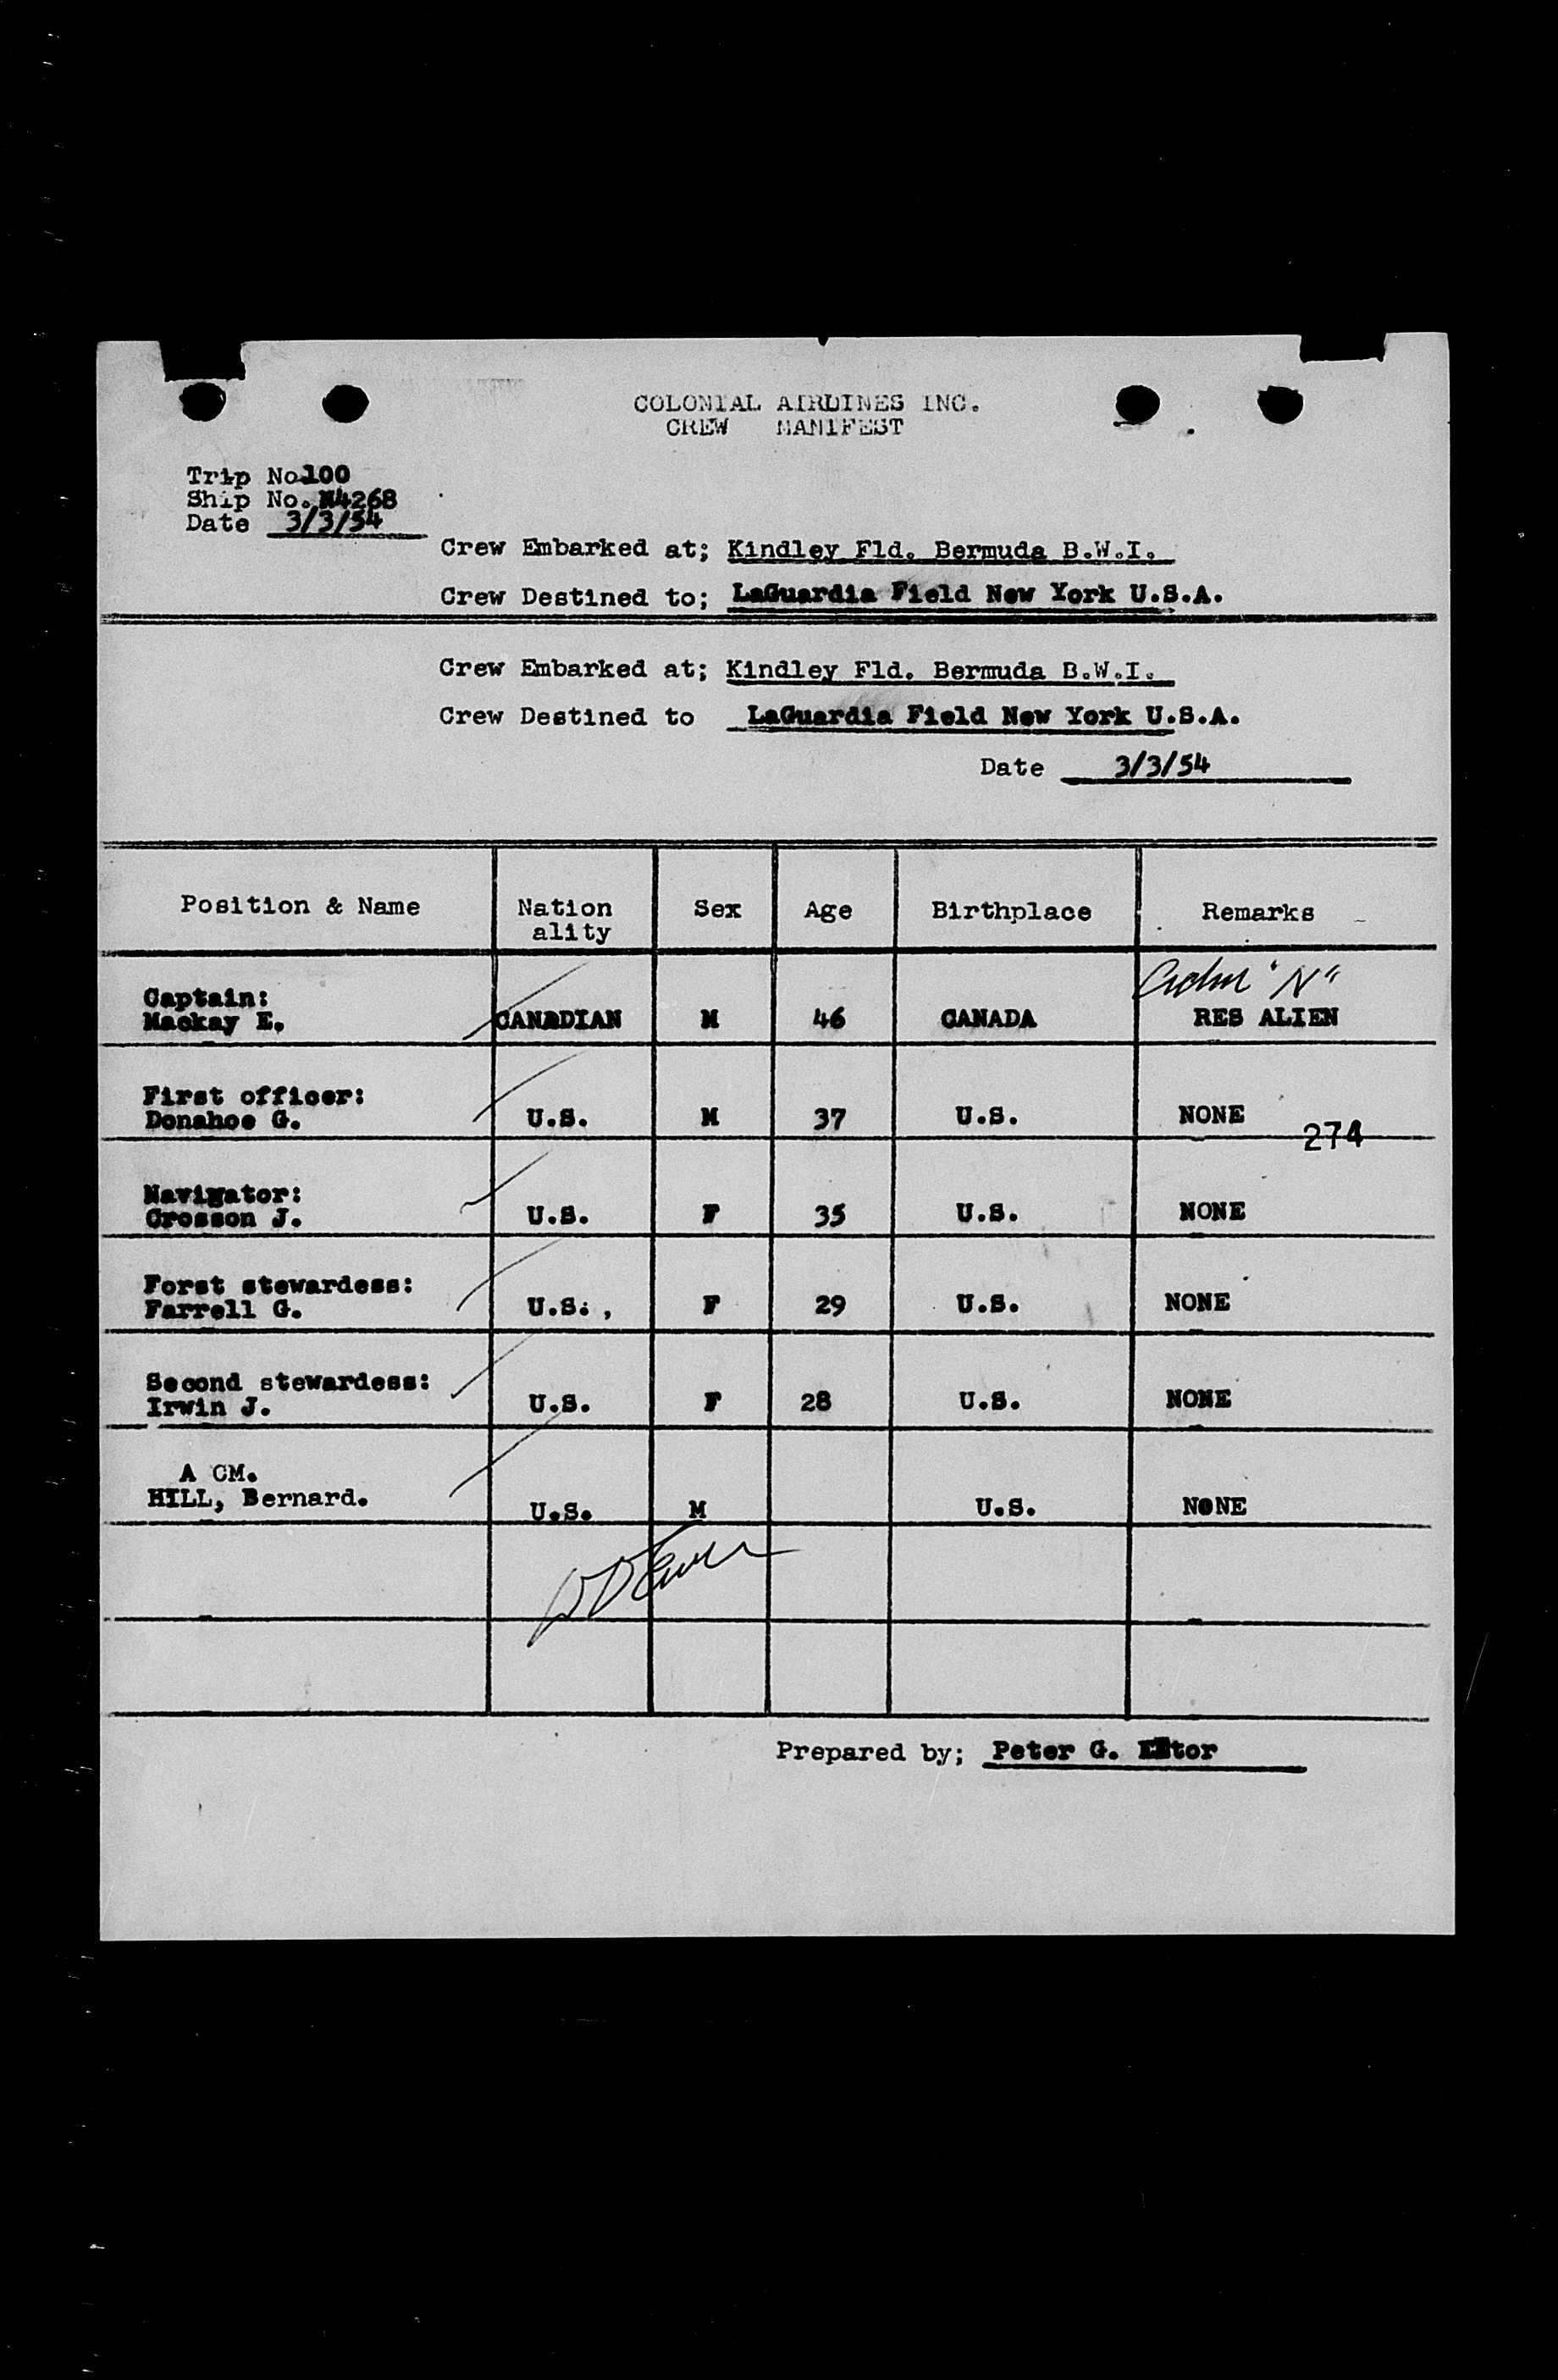 COLONIAL AIRLINES INC.
CREW MANIFEST
Trip No.100
Ship No. N4268
Date 3/3/54
Crew Embarked at; Kindley Fld. Bermuda B.W.I.
Crew Destined to; LaGuardia Field New York U.S.A.
Crew Embarked at; Kindley Fld. Bermuda B.W.I.
Crew Destined to LaGuardia Field New York U.S.A.
Date 3/3/54
Position & Name Nation Sex Age Birthplace Remarks
ality
"N"
Captain:
Mackay E. CANADIAN M 46 CANADA RES ALIEN
First officer:
Donahoe G. U.S. M 37 U.S. NONE
274
Navigator:
Crosson J. U.S. F 35 U.S. NONE
Forst stewardess:
Farrell G. U.S. , F 29 U.S. NONE
Second stewardess:
Irwin J. U.S. F 28 U.S. NONE
A CM.
HILL, Bernard. U.S. M U.S. NONE
Prepared by; Peter G.